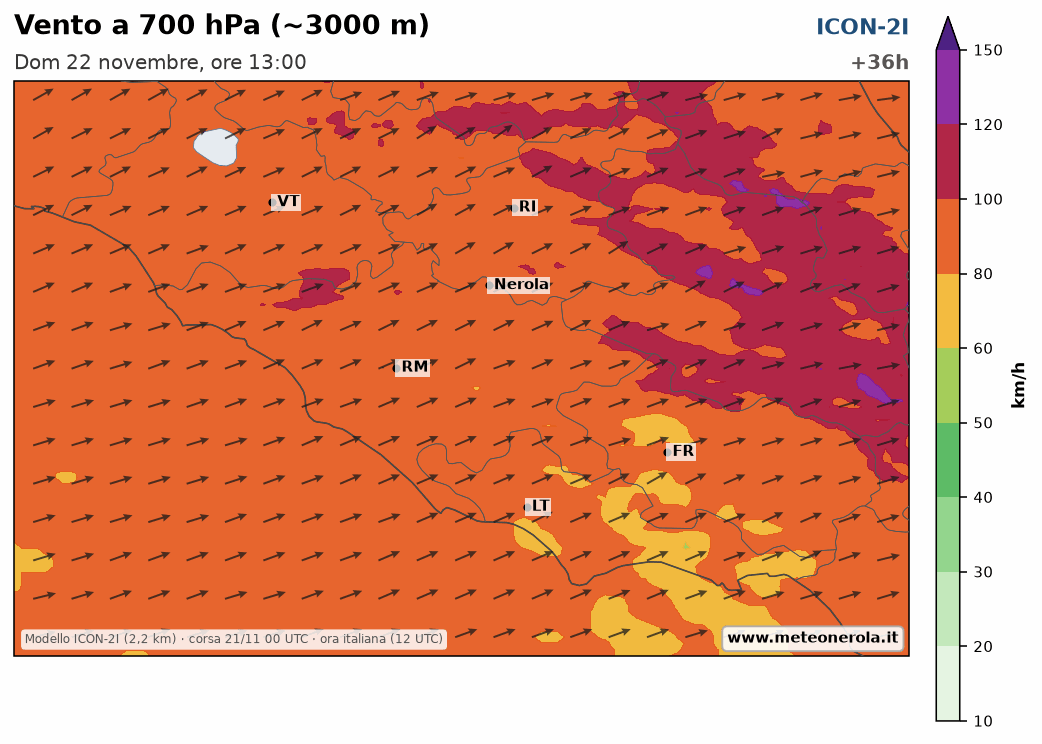 Vento a 700 hPa (~3000 m)
ICON-2I
Dom 22 novembre, ore 13:00
+36h
150
120
100
80
60
50
40
30
20
10
km/h
VT
RI
Nerola
RM
FR
LT
Modello ICON-2I (2,2 km) · corsa 21/11 00 UTC · ora italiana (12 UTC)
www.meteonerola.it